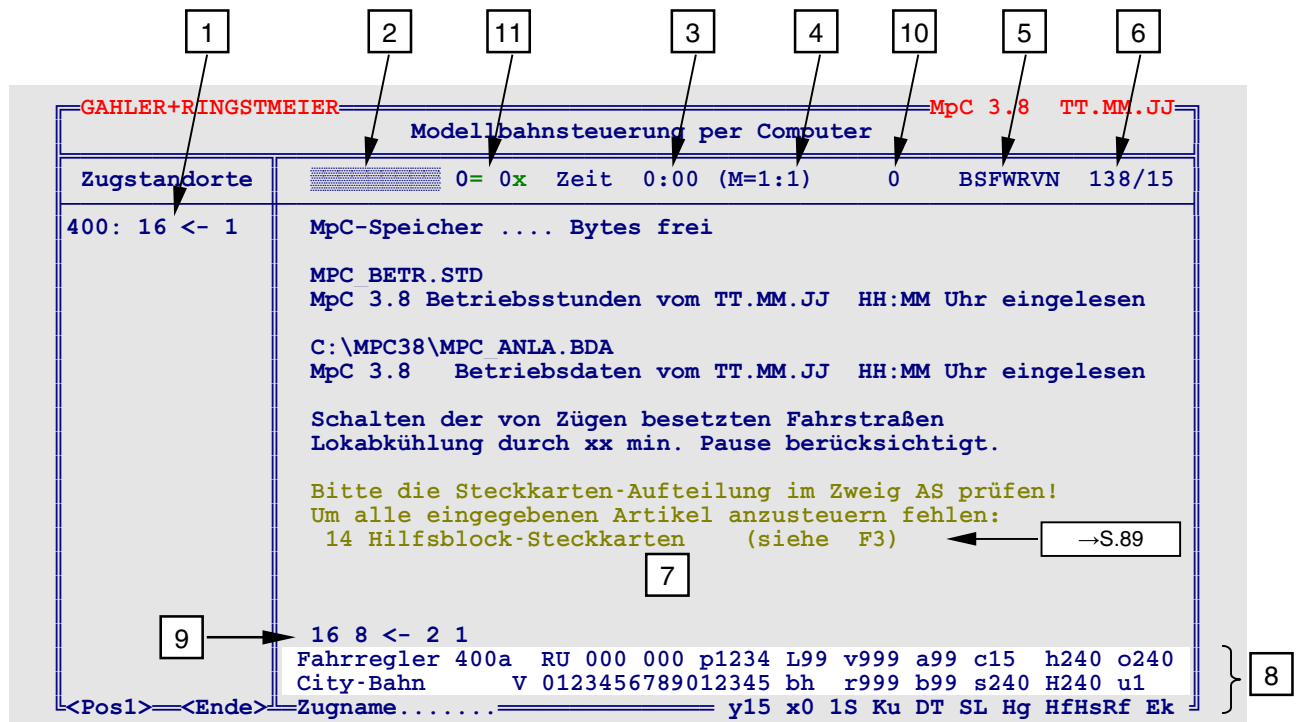 1 2 11 3 4 10 5 6
GAHLER+RINGSTMEIER MpC 3.8 TT.MM.JJ
Modellbahnsteuerung per Computer
Zugstandorte 0= 0x Zeit 0:00 (M=1:1) 0 BSFWRVN 138/15
400: 16 <- 1 MpC-Speicher .... Bytes frei
MPC_BETR.STD
MpC 3.8 Betriebsstunden vom TT.MM.JJ HH:MM Uhr eingelesen
C:\MPC38\MPC_ANLA.BDA
MpC 3.8 Betriebsdaten vom TT.MM.JJ HH:MM Uhr eingelesen
Schalten der von Zügen besetzten Fahrstraßen
Lokabkühlung durch xx min. Pause berücksichtigt.
Bitte die Steckkarten-Aufteilung im Zweig AS prüfen!
Um alle eingegebenen Artikel anzusteuern fehlen:
14 Hilfsblock-Steckkarten (siehe F3) →S.89
7
9 16 8 <- 2 1
Fahrregler 400a RU 000 000 p1234 L99 v999 a99 c15 h240 o240
City-Bahn V 0123456789012345 bh r999 b99 s240 H240 u1
8
<Pos1>══<Ende> Zugname....... y15 x0 1S Ku DT SL Hg HfHsRf Ek